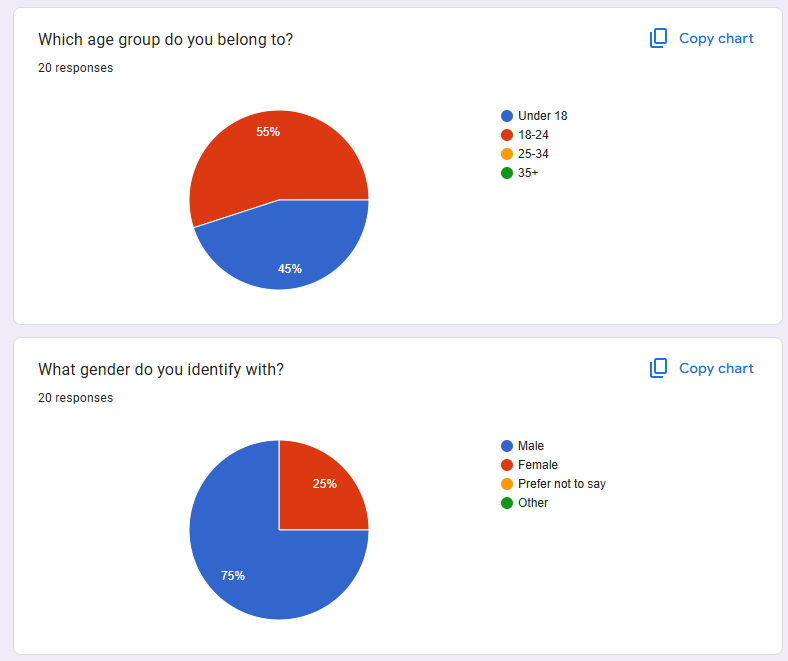 Which age group do you belong to?
Copy chart
20 responses
55%
45%
Under 18
18-24
25-34
35+
What gender do you identify with?
Copy chart
20 responses
25%
75%
Male
Female
Prefer not to say
Other